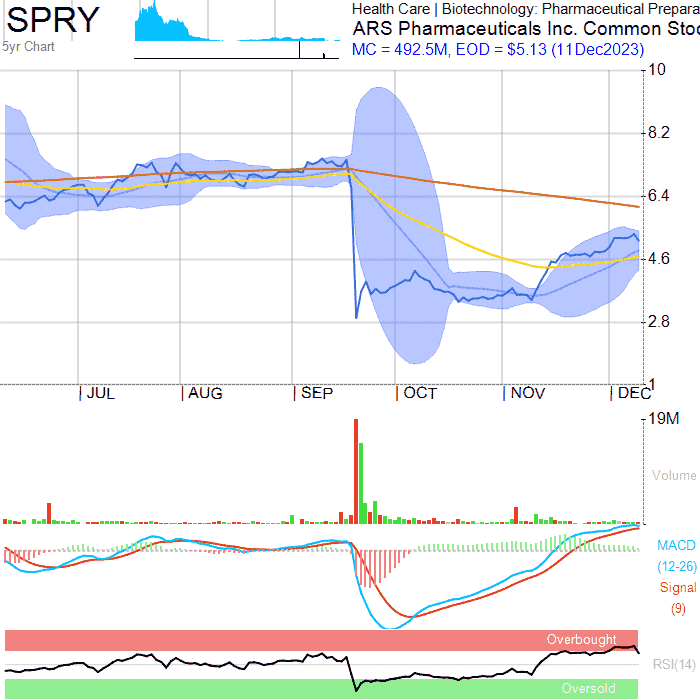 SPRY
5yr Chart
Health Care | Biotechnology: Pharmaceutical Prepara
ARS Pharmaceuticals Inc. Common Stoc
MC = 492.5M, EOD = $5.13 (11Dec2023)
10
8.2
6.4
4.6
2.8
1
| JUL | AUG | SEP | OCT | NOV | DEC
19M
Volume
MACD
(12-26)
Signal
(9)
Overbought
RSI(14)
Oversold